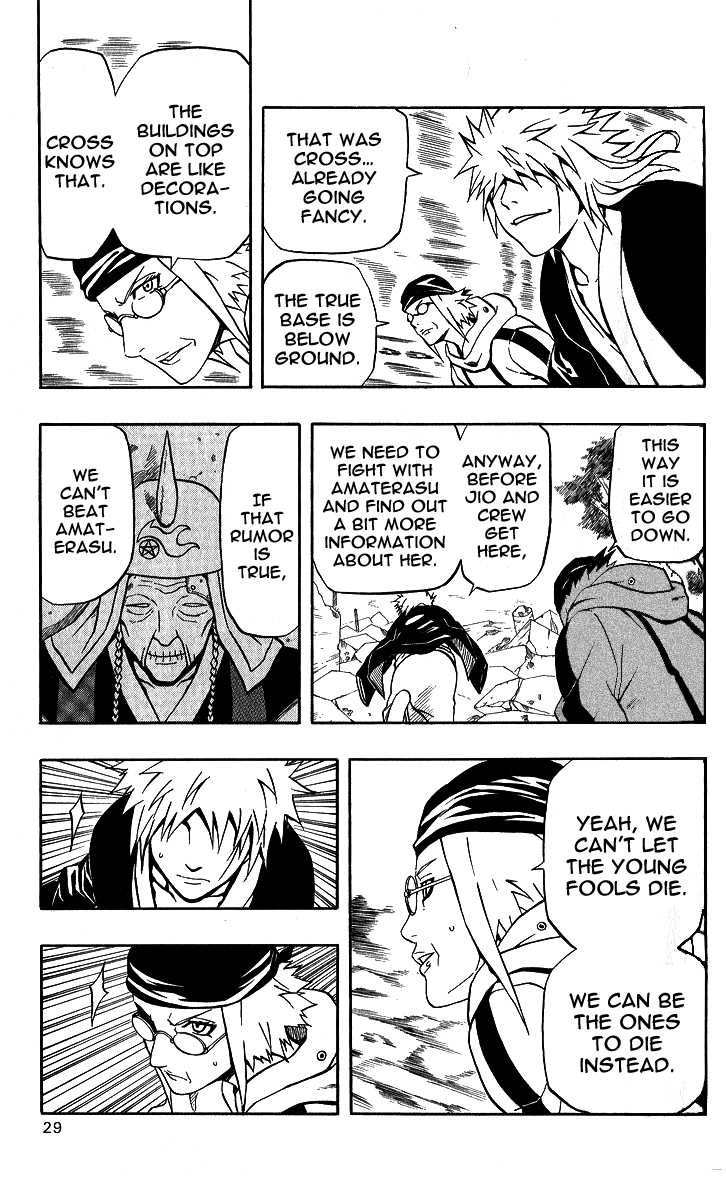 THAT WAS
CROSS...
ALREADY
GOING
FANCY.
THE TRUE
BASE IS
BELOW
GROUND.
THE
BUILDINGS
ON TOP
ARE LIKE
DECORA-
TIONS.
CROSS
KNOWS
THAT.
THIS
WAY
IT IS
EASIER
TO GO
DOWN.
ANYWAY,
BEFORE
JIO AND
CREW
GET
HERE,
WE NEED TO
FIGHT WITH
AMATERASU
AND FIND OUT
A BIT MORE
INFORMATION
ABOUT HER.
IF
THAT
RUMOR
IS
TRUE,
WE
CAN'T
BEAT
AMAT-
ERASU.
YEAH, WE
CAN'T LET
THE YOUNG
FOOLS DIE.
WE CAN BE
THE ONES
TO DIE
INSTEAD.
29